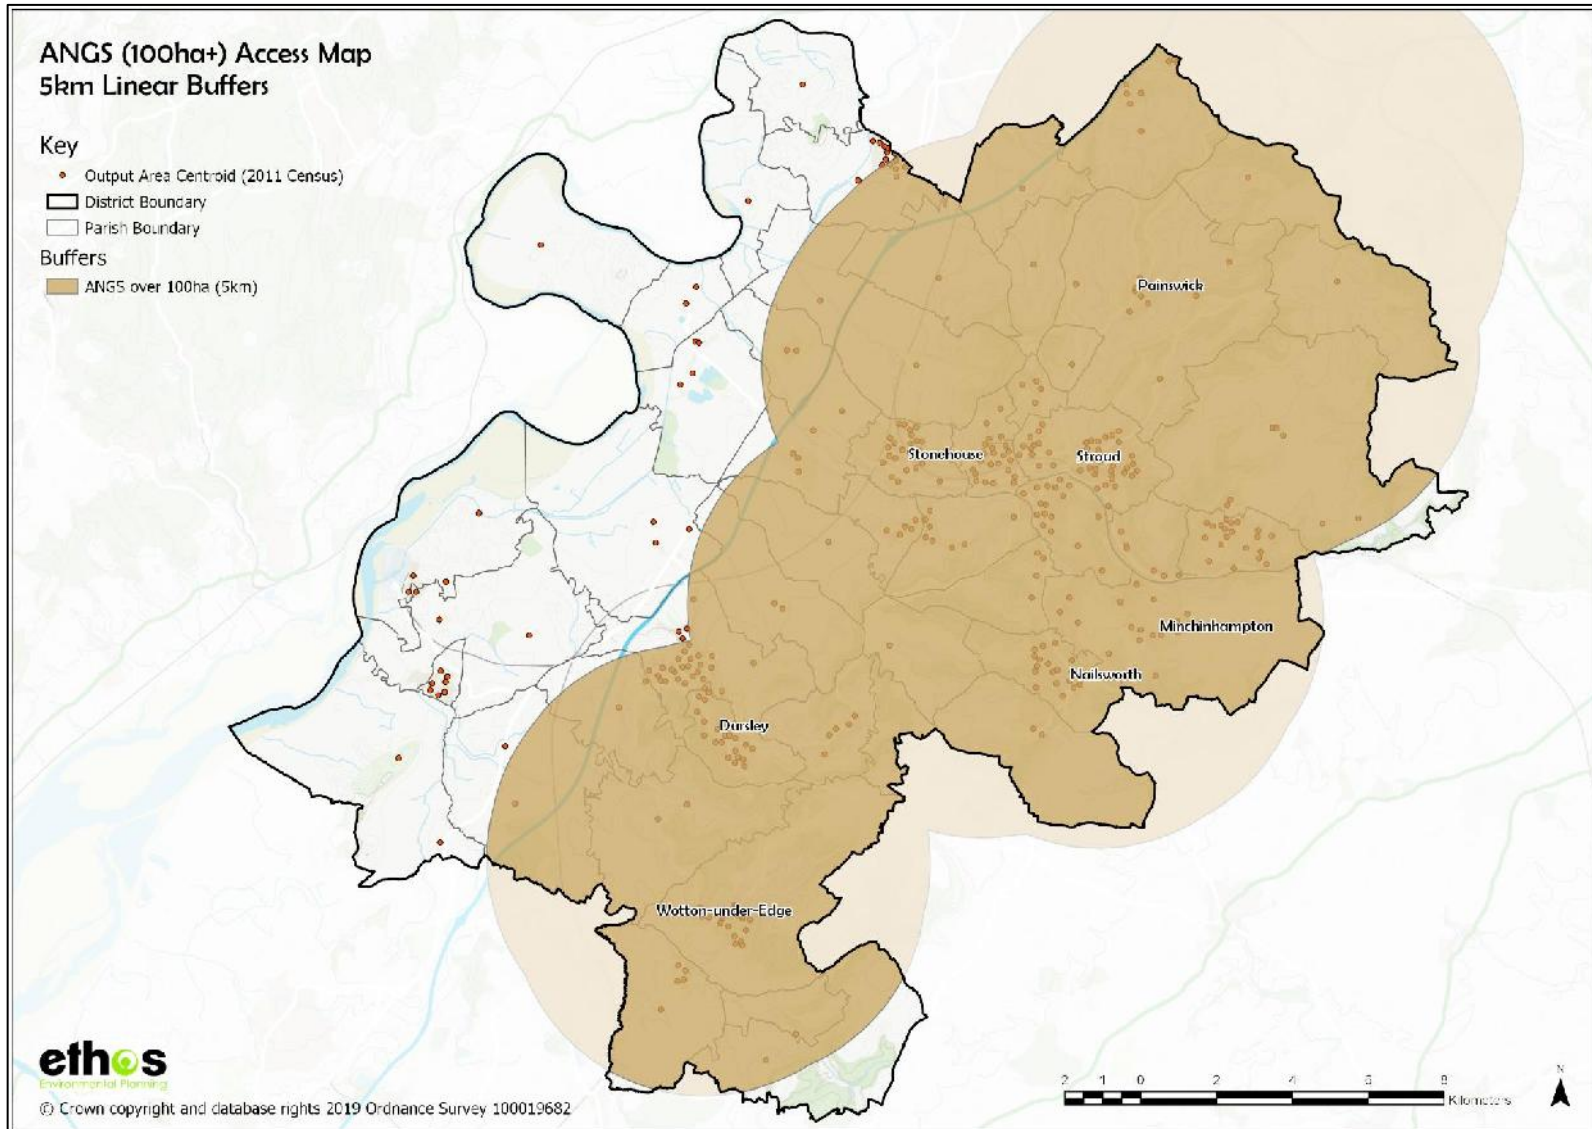 ANGS (100ha+) Access Map
5km Linear Buffers
Key
Output Area Centroid (2011 Census)
District Boundary
Parish Boundary
Buffers
ANGS over 100ha (5km)
Painswick
Stonehouse
Stroud
Minchinhampton
Nailsworth
Dursley
Wotton-under-Edge
ethos
Environmental Planning
© Crown copyright and database rights 2019 Ordnance Survey 100019682
2 1 0 2 4 6 8
Kilometers
N